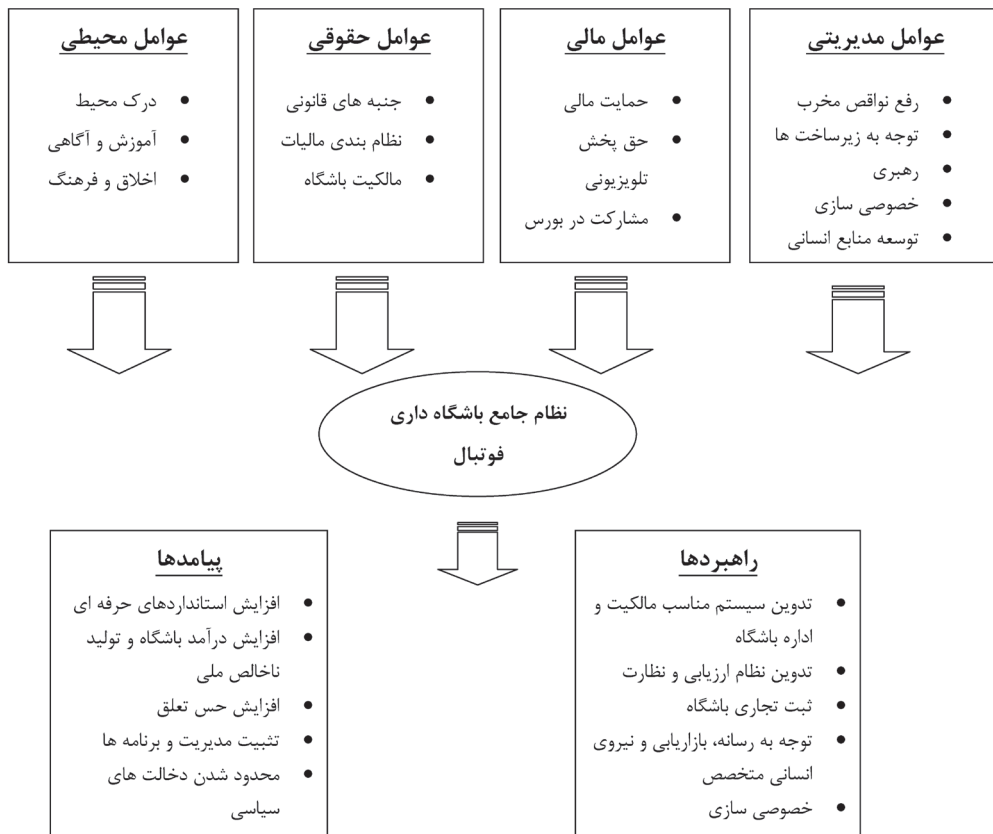 عوامل مدیریتی
• رفع نواقص مخرب
• توجه به زیرساخت ها
• رهبری
• خصوصی سازی
• توسعه منابع انسانی
عوامل مالی
• حمایت مالی
• حق پخش
تلویزیونی
• مشارکت در بورس
عوامل حقوقی
• جنبه های قانونی
• نظام بندی مالیات
• مالکیت باشگاه
عوامل محیطی
• درک محیط
• آموزش و آگاهی
• اخلاق و فرهنگ
نظام جامع باشگاه داری
فوتبال
راهبردها
• تدوین سیستم مناسب مالکیت و
اداره باشگاه
• تدوین نظام ارزیابی و نظارت
• ثبت تجاری باشگاه
• توجه به رسانه، بازاریابی و نیروی
انسانی متخصص
• خصوصی سازی
پیامدها
• افزایش استانداردهای حرفه ای
• افزایش درآمد باشگاه و تولید
ناخالص ملی
• افزایش حس تعلق
• تثبیت مدیریت و برنامه ها
• محدود شدن دخالت های
سیاسی